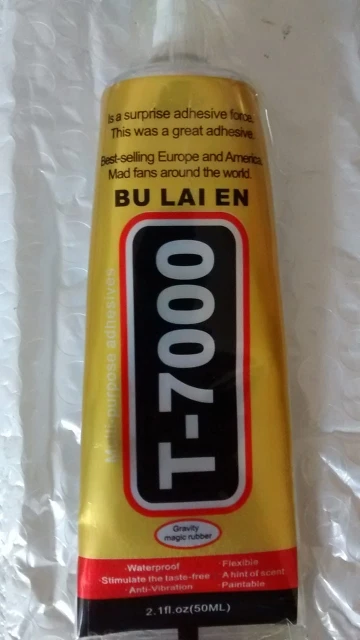 Is a surprise adhesive force.
This was a great adhesive.
Best-selling Europe and America.
Mad fans around the world.
BU LAI EN
T-7000
Multi-purpose adhesives
Gravity
magic rubber
·Waterproof ·Flexible
·Stimulate the taste-free ·A hint of scent
·Anti-Vibration ·Paintable
2.1fl.oz(50ML)